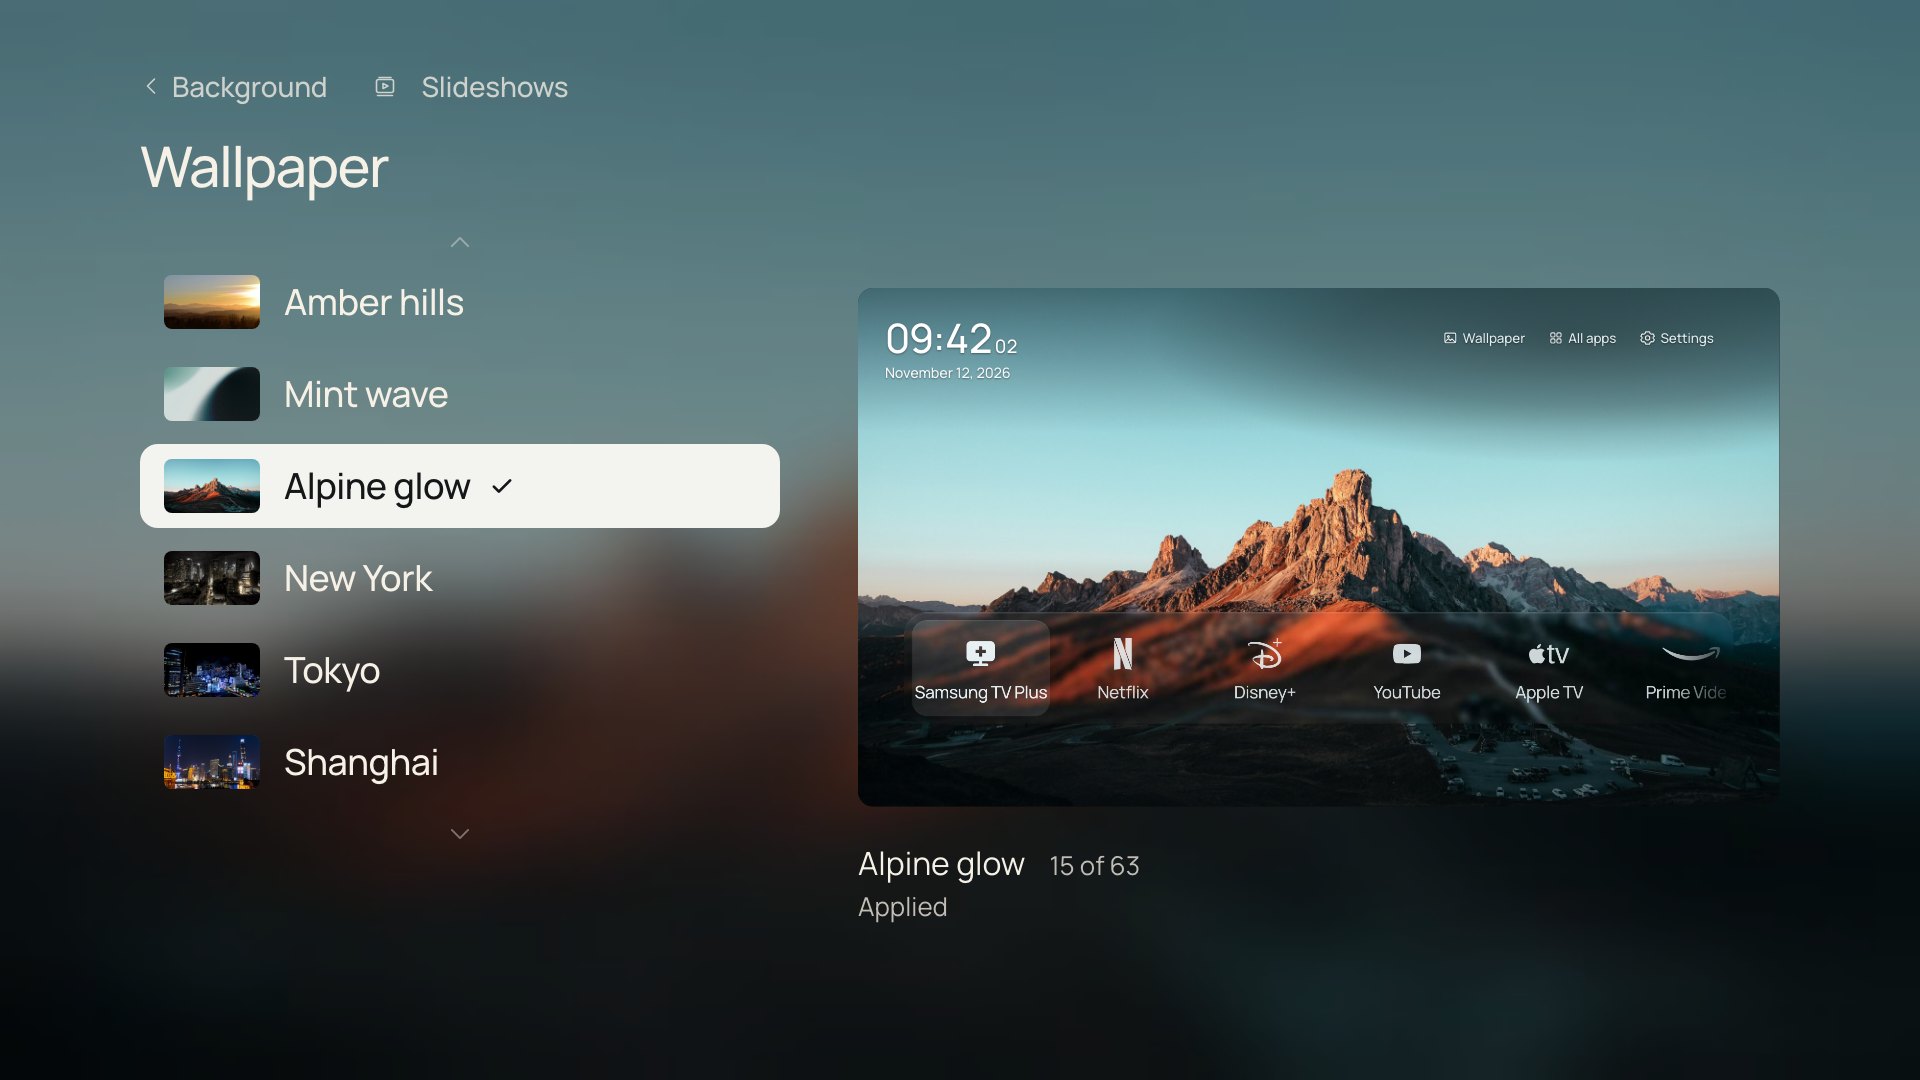 Background
Slideshows
Wallpaper
Amber hills
Mint wave
Alpine glow
New York
Tokyo
Shanghai
09:42 02
November 12, 2026
Wallpaper
All apps
Settings
tv
Samsung TV Plus
Netflix
Disney+
YouTube
Apple TV
Prime Vide
Alpine glow 15 of 63
Applied